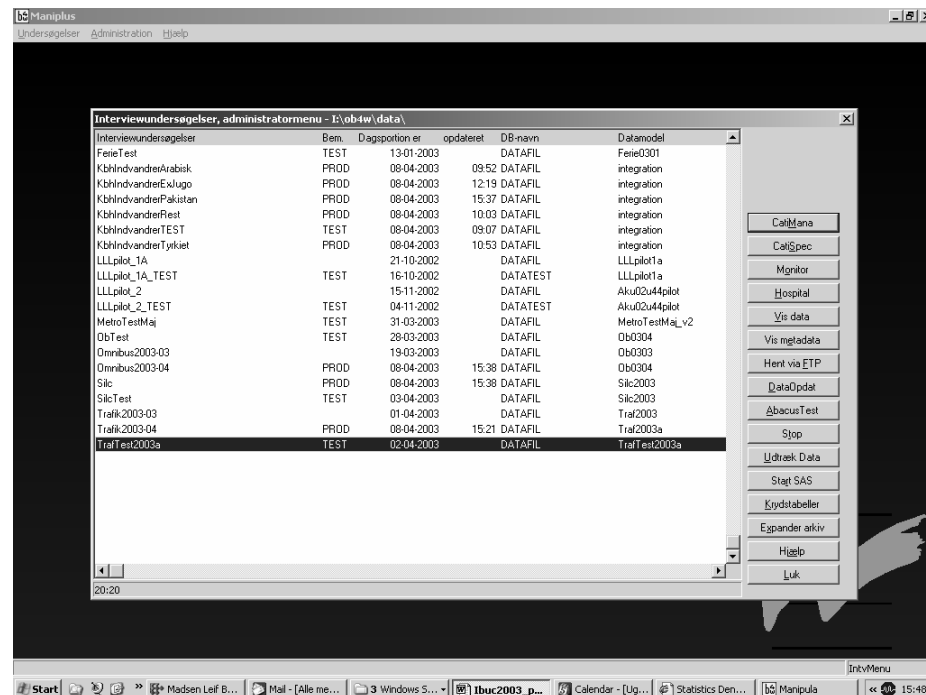 Maniplus
Undersøgelser Administration Hjælp
Interviewundersøgelser, administratormenu - I:\ob4w\data\
Interviewundersøgelser Bem. Dagsportion er opdateret DB-navn Datamodel
FerieTest TEST 13-01-2003 DATAFIL Ferie0301
KbhIndvandrerArabisk PROD 08-04-2003 09:52 DATAFIL integration
KbhIndvandrerExJugo PROD 08-04-2003 12:19 DATAFIL integration
KbhIndvandrerPakistan PROD 08-04-2003 15:37 DATAFIL integration
KbhIndvandrerRest PROD 08-04-2003 10:03 DATAFIL integration
KbhIndvandrerTEST TEST 08-04-2003 09:07 DATAFIL integration
KbhIndvandrerTyrkiet PROD 08-04-2003 10:53 DATAFIL integration
LLLpilot_1A 21-10-2002 DATAFIL LLLpilot1a
LLLpilot_1A_TEST TEST 16-10-2002 DATATEST LLLpilot1a
LLLpilot_2 15-11-2002 DATAFIL Aku02u44pilot
LLLpilot_2_TEST TEST 04-11-2002 DATATEST Aku02u44pilot
MetroTestMaj TEST 31-03-2003 DATAFIL MetroTestMaj_v2
ObTest TEST 28-03-2003 DATAFIL Ob0304
Omnibus2003-03 19-03-2003 DATAFIL Ob0303
Omnibus2003-04 PROD 08-04-2003 15:38 DATAFIL Ob0304
Silc PROD 08-04-2003 15:38 DATAFIL Silc2003
SilcTest TEST 03-04-2003 DATAFIL Silc2003
Trafik2003-03 01-04-2003 DATAFIL Traf2003
Trafik2003-04 PROD 08-04-2003 15:21 DATAFIL Traf2003a
TrafTest2003a TEST 02-04-2003 DATAFIL TrafTest2003a
CatiMana
CatiSpec
Monitor
Hospital
Vis data
Vis metadata
Hent via FTP
DataOpdat
AbacusTest
Stop
Udtræk Data
Start SAS
Krydstabeller
Expander arkiv
Hjælp
Luk
20:20
IntvMenu
Start » Madsen Leif B... Mail - [Alle me... 3 Windows S... Ibuc2003_p... Calendar - [Ug... Statistics Den... Manipula « 15:48